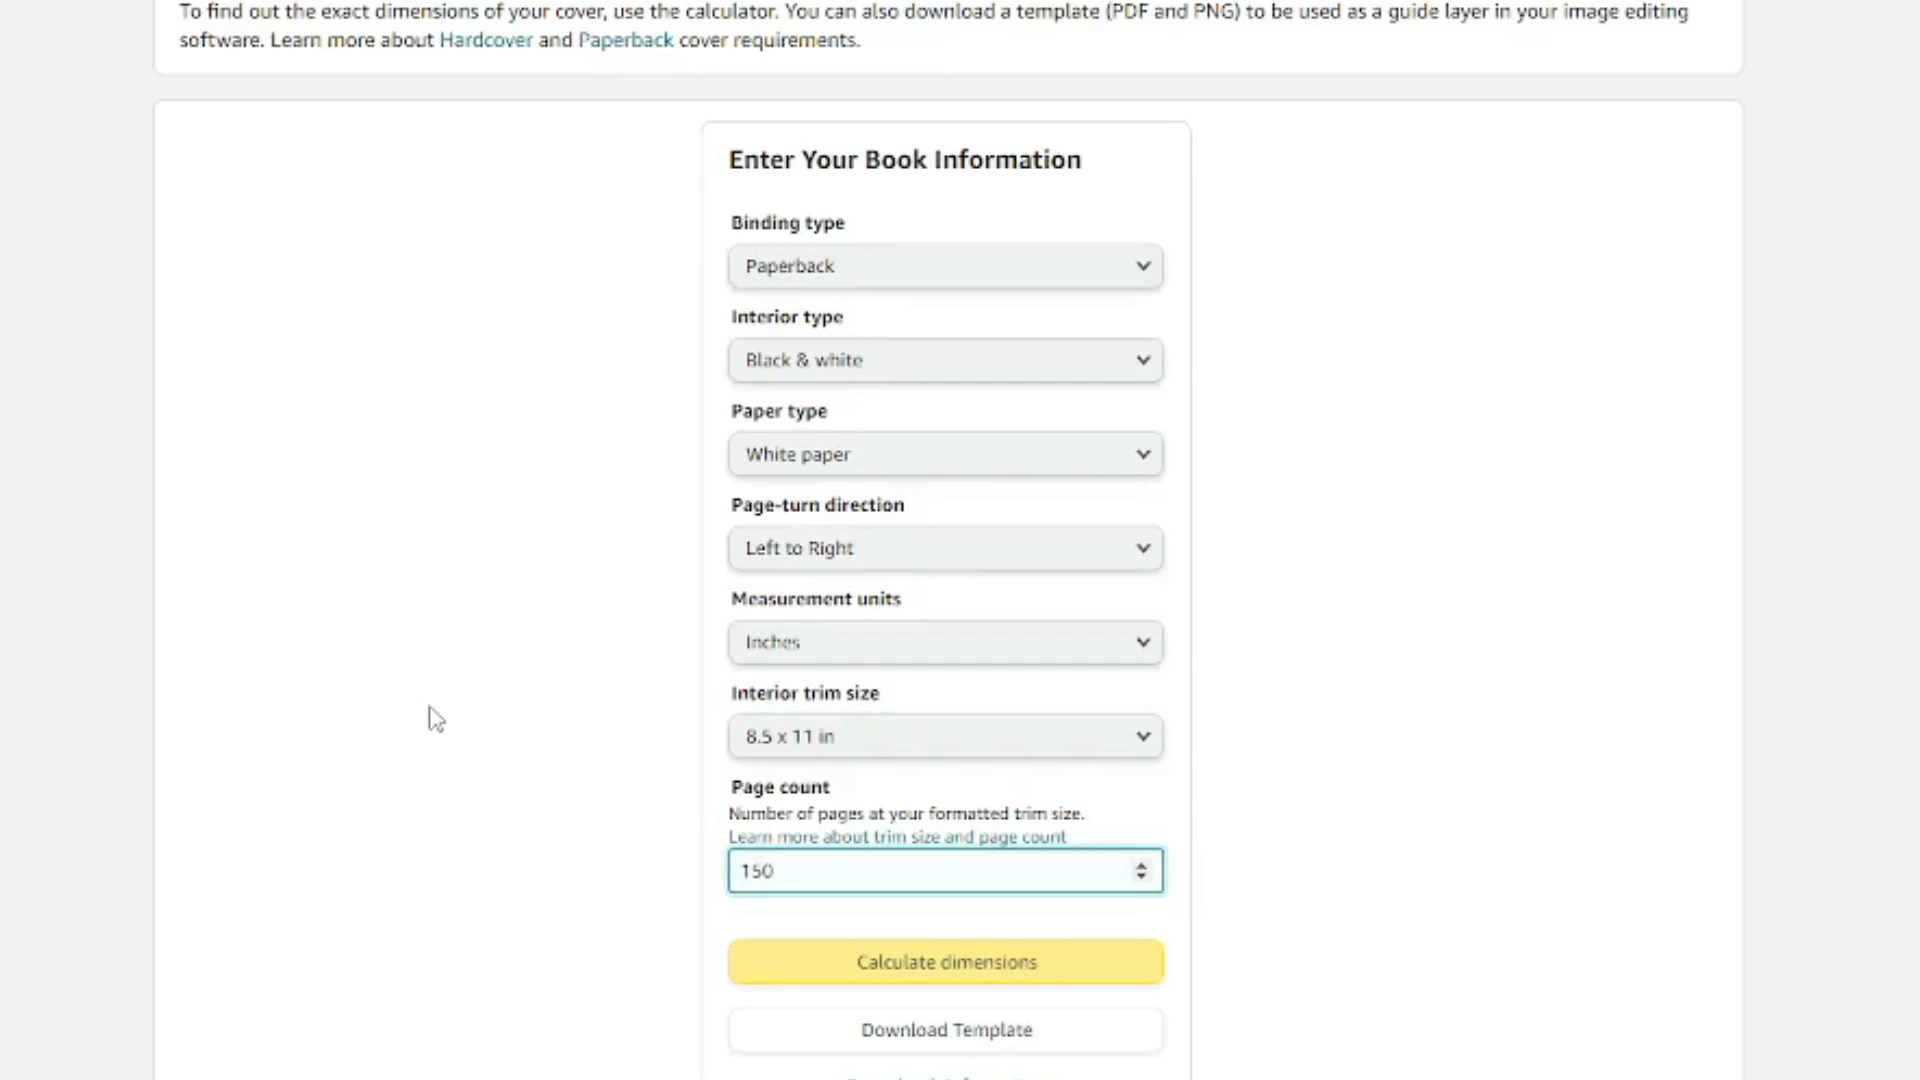 To find out the exact dimensions of your cover, use the calculator. You can also download a template (PDF and PNG) to be used as a guide layer in your image editing
software. Learn more about Hardcover and Paperback cover requirements.
Enter Your Book Information
Binding type
Paperback
Interior type
Black & white
Paper type
White paper
Page-turn direction
Left to Right
Measurement units
Inches
Interior trim size
8.5 x 11 in
Page count
Number of pages at your formatted trim size.
Learn more about trim size and page count
150
Calculate dimensions
Download Template